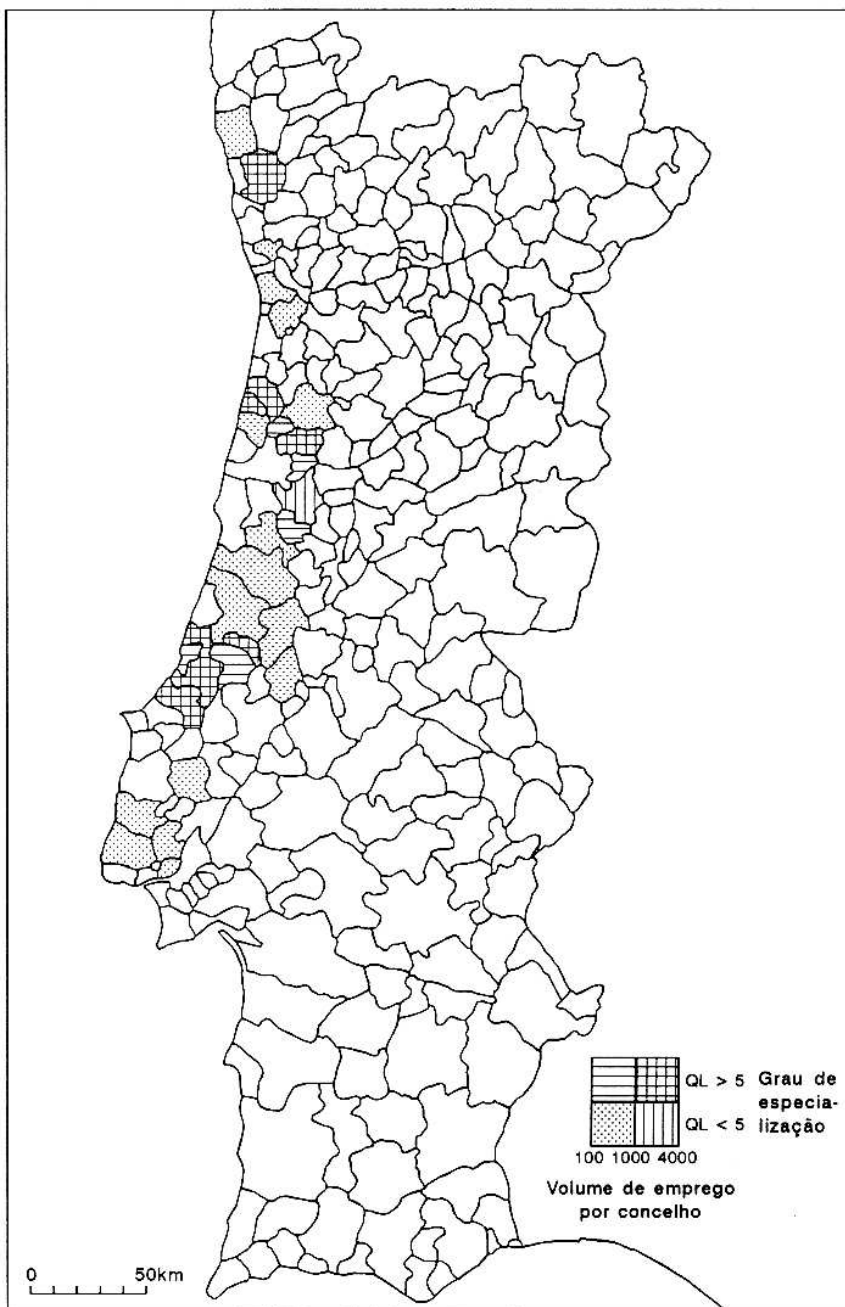 QL > 5 Grau de
especia-
QL < 5 lização
100 1000 4000
Volume de emprego
por concelho
0 50km